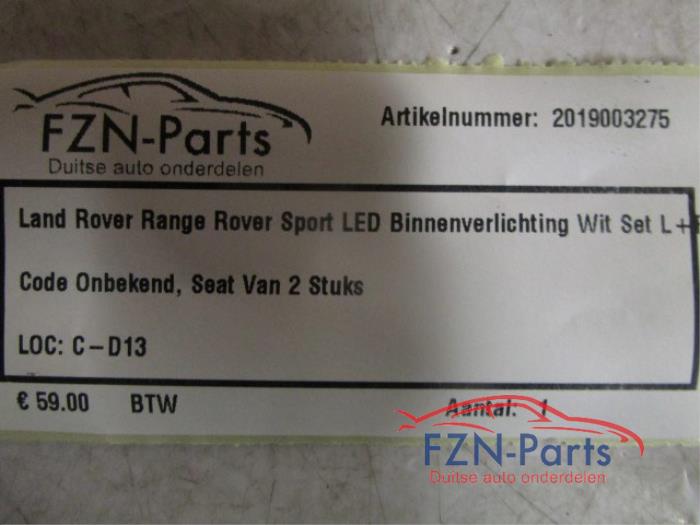 FZN-Parts
Duitse auto onderdelen
Artikelnummer: 2019003275
Land Rover Range Rover Sport LED Binnenverlichting Wit Set L+
Code Onbekend, Seat Van 2 Stuks
LOC: C-D13
€ 59.00 BTW Aantal: 1
FZN-Parts
Duitse auto onderdelen